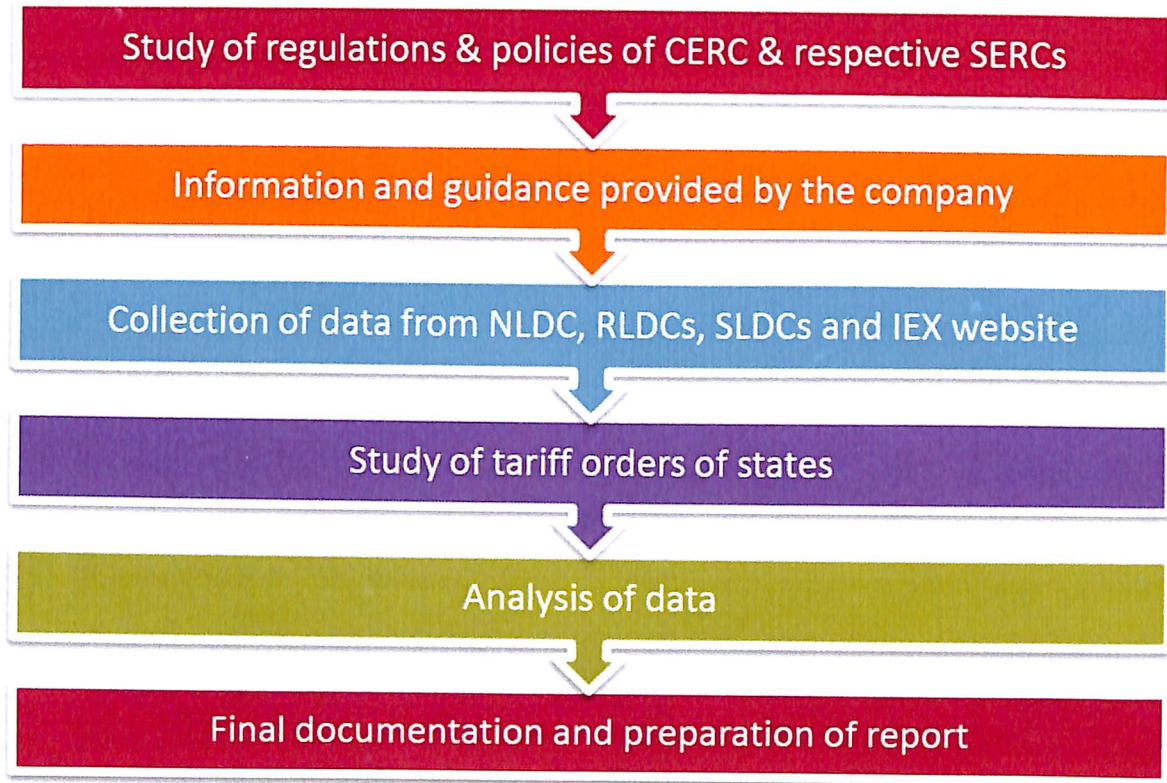 Study of regulations & policies of CERC & respective SERCs
Information and guidance provided by the company
Collection of data from NLDC, RLDCs, SLDCs and IEX website
Study of tariff orders of states
Analysis of data
Final documentation and preparation of report